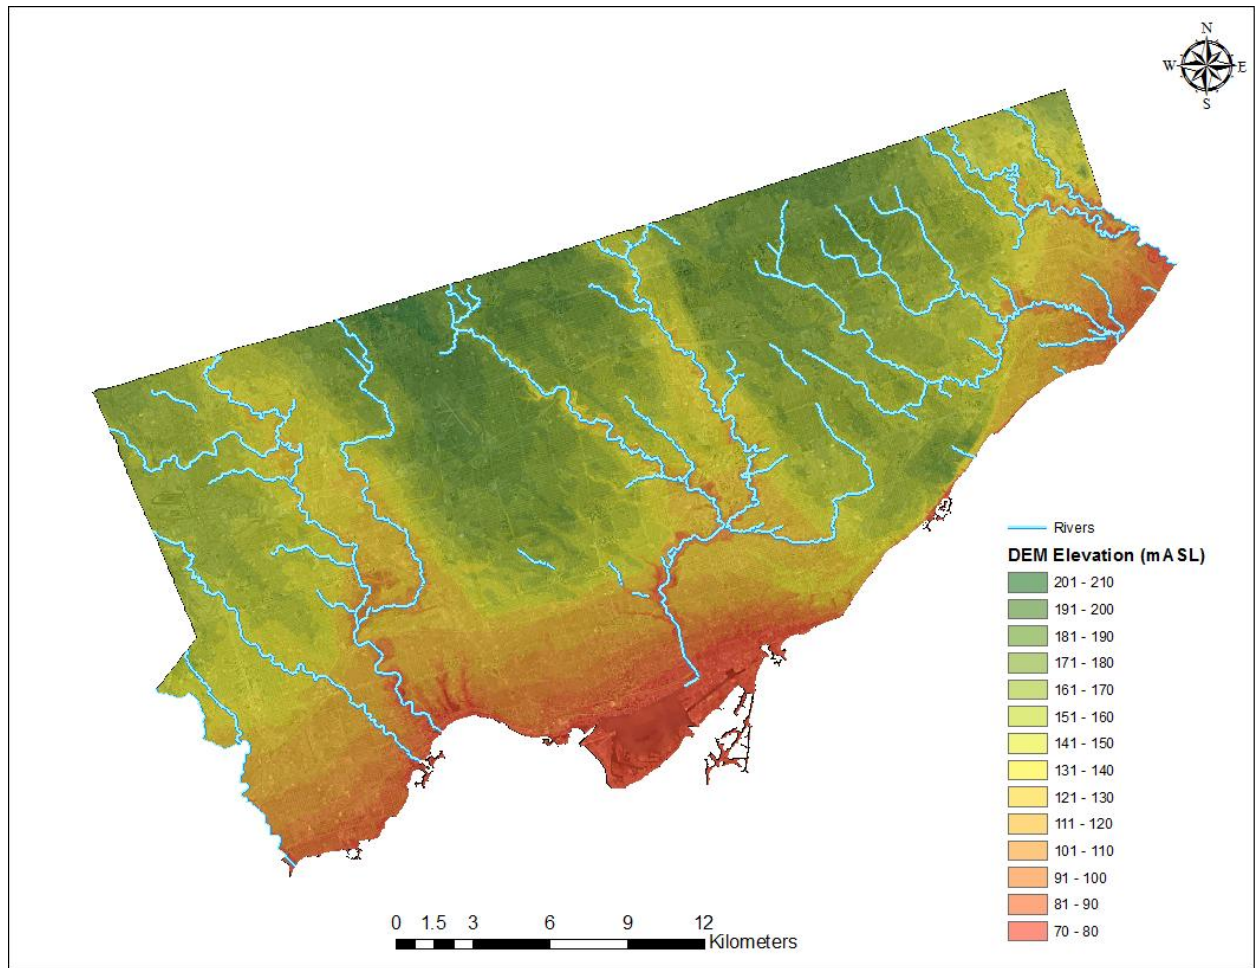 N
W E
S
Rivers
DEM Elevation (mASL)
201 - 210
191 - 200
181 - 190
171 - 180
161 - 170
151 - 160
141 - 150
131 - 140
121 - 130
111 - 120
101 - 110
91 - 100
81 - 90
70 - 80
0 1.5 3 6 9 12
Kilometers